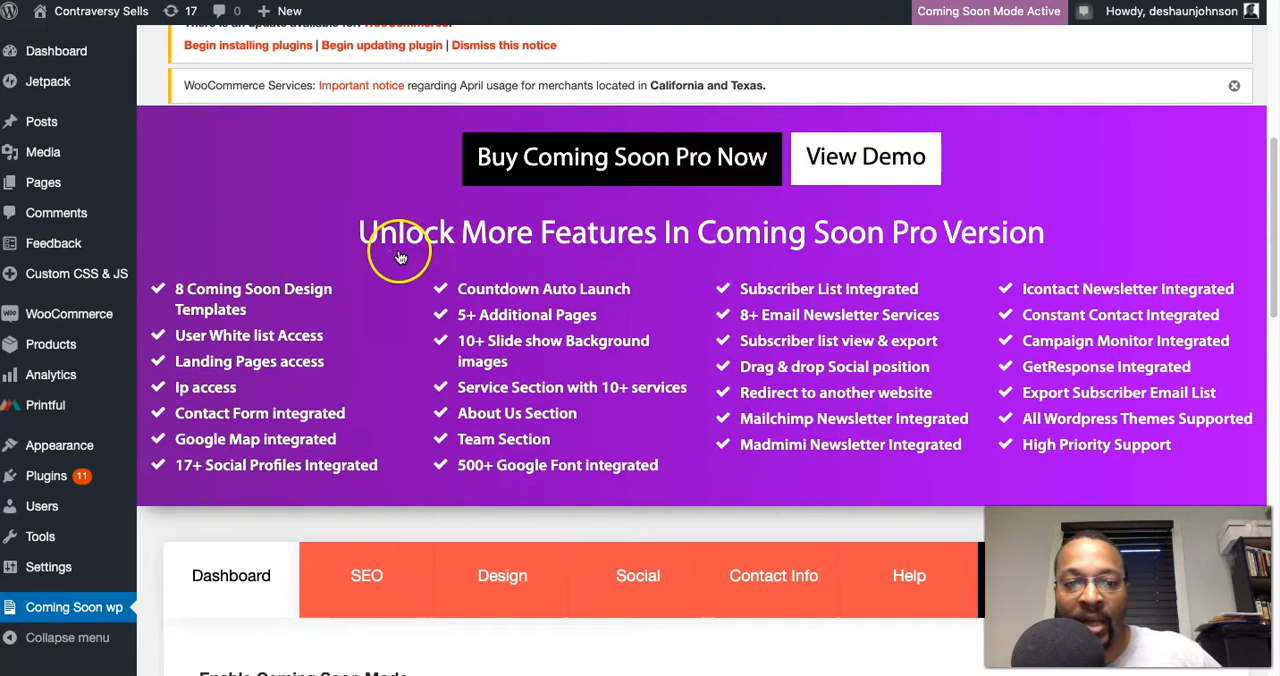 Contraversy Sells 17 0 New Coming Soon Mode Active Howdy, deshaunjohnson
Begin installing plugins | Begin updating plugin | Dismiss this notice
WooCommerce Services: Important notice regarding April usage for merchants located in California and Texas.
Dashboard
Jetpack
Posts
Media
Pages
Comments
Feedback
Custom CSS & JS
WOO WooCommerce
Products
Analytics
Printful
Appearance
Plugins 11
Users
Tools
Settings
Coming Soon wp
Collapse menu
Buy Coming Soon Pro Now View Demo
Unlock More Features In Coming Soon Pro Version
8 Coming Soon Design
Templates
User White list Access
Landing Pages access
Ip access
Contact Form integrated
Google Map integrated
17+ Social Profiles Integrated
Countdown Auto Launch
5+ Additional Pages
10+ Slide show Background
images
Service Section with 10+ services
About Us Section
Team Section
500+ Google Font integrated
Subscriber List Integrated
8+ Email Newsletter Services
Subscriber list view & export
Drag & drop Social position
Redirect to another website
Mailchimp Newsletter Integrated
Madmimi Newsletter Integrated
Icontact Newsletter Integrated
Constant Contact Integrated
Campaign Monitor Integrated
GetResponse Integrated
Export Subscriber Email List
All Wordpress Themes Supported
High Priority Support
Dashboard SEO Design Social Contact Info Help